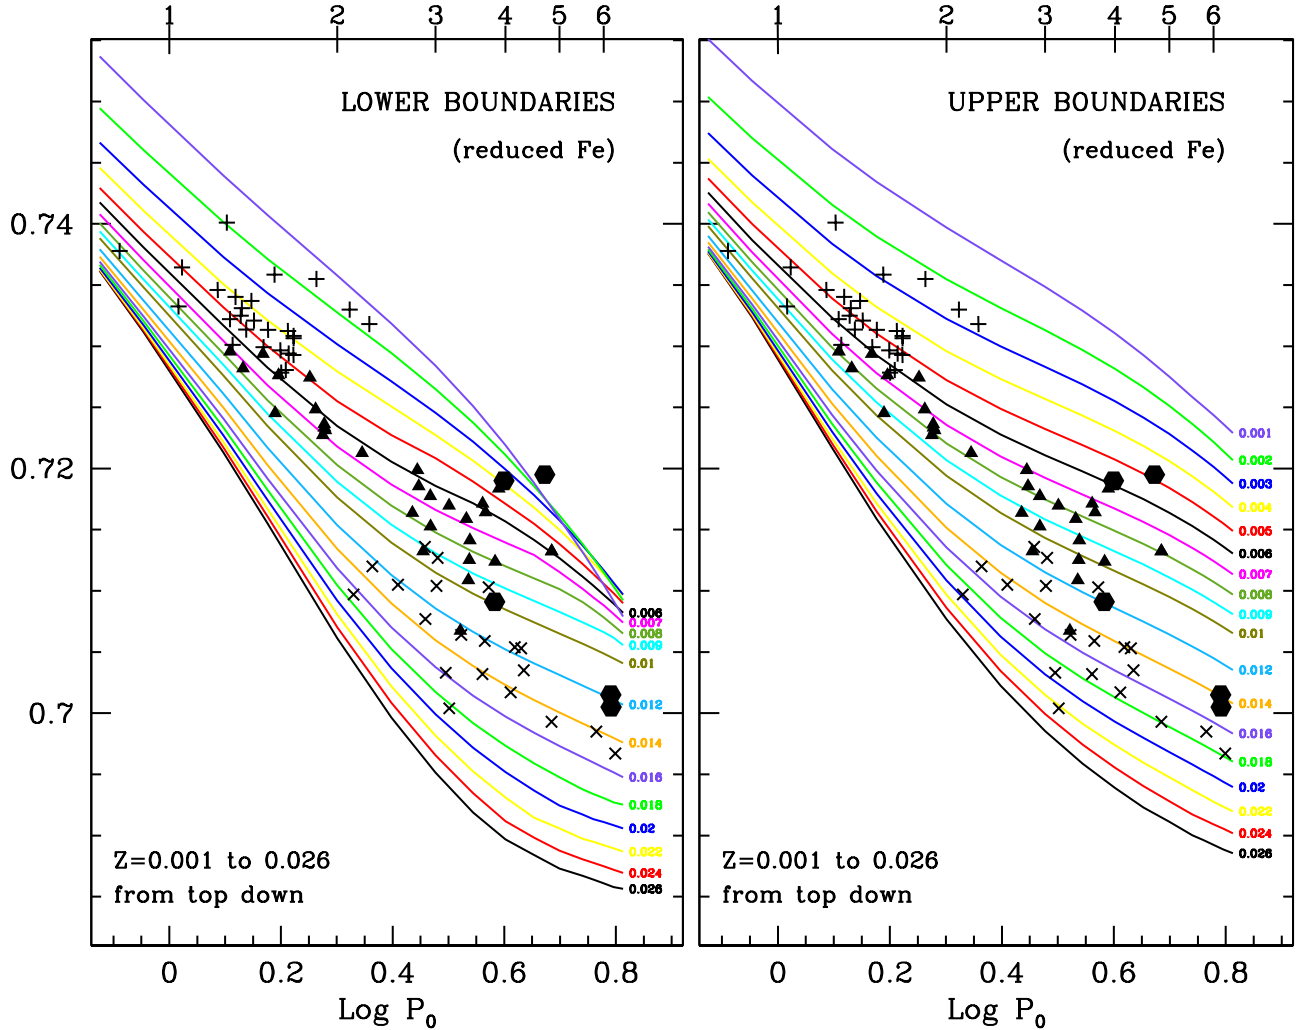 1 2 3 4 5 6
1 2 3 4 5 6
LOWER BOUNDARIES
(reduced Fe)
UPPER BOUNDARIES
(reduced Fe)
0.74
0.72
0.7
0.006
0.007
0.008
0.009
0.01
0.012
0.014
0.016
0.018
0.02
0.022
0.024
0.026
0.001
0.002
0.003
0.004
0.005
0.006
0.007
0.008
0.009
0.01
0.012
0.014
0.016
0.018
0.02
0.022
0.024
0.026
Z=0.001 to 0.026
from top down
Z=0.001 to 0.026
from top down
0 0.2 0.4 0.6 0.8
0 0.2 0.4 0.6 0.8
Log P0
Log P0